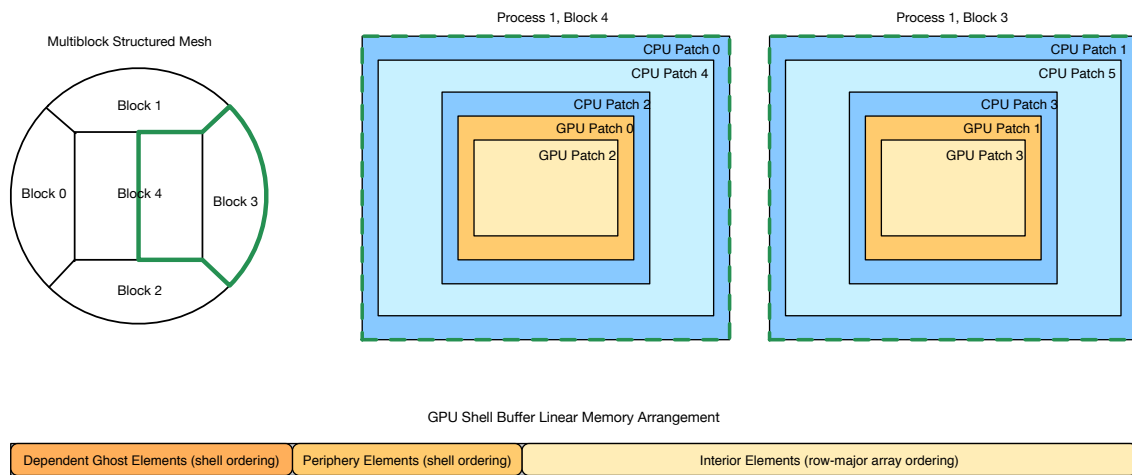 Process 1, Block 4
Process 1, Block 3
Multiblock Structured Mesh
Block 0
Block 1
Block 2
Block 3
Block 4
CPU Patch 0
CPU Patch 4
CPU Patch 2
GPU Patch 0
GPU Patch 2
CPU Patch 1
CPU Patch 5
CPU Patch 3
GPU Patch 1
GPU Patch 3
GPU Shell Buffer Linear Memory Arrangement
Dependent Ghost Elements (shell ordering)
Periphery Elements (shell ordering)
Interior Elements (row-major array ordering)